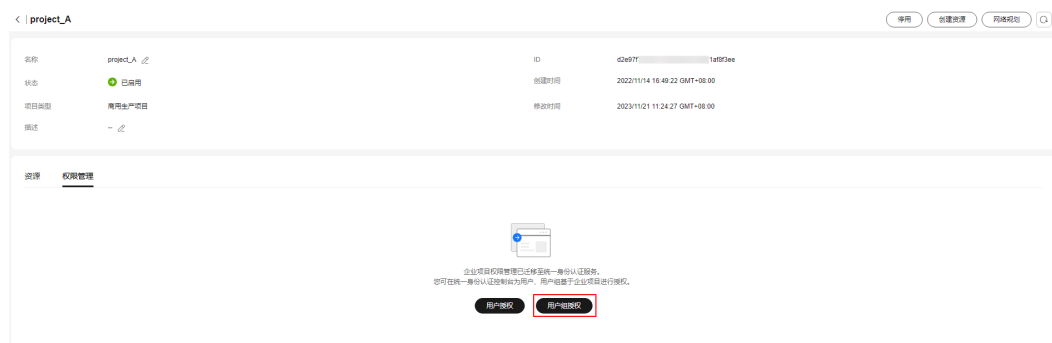 < | project_A 停用 创建资源 网络规划
名称 project_A ID d2e97f 1af8f3ee
状态 已启用 创建时间 2022/11/14 16:49:22 GMT+08:00
项目类型 商用生产项目 修改时间 2023/11/21 11:24:27 GMT+08:00
描述 --
资源 权限管理
企业项目权限管理已迁移至统一身份认证服务。
您可在统一身份认证控制台为用户、用户组基于企业项目进行授权。
用户授权 用户组授权